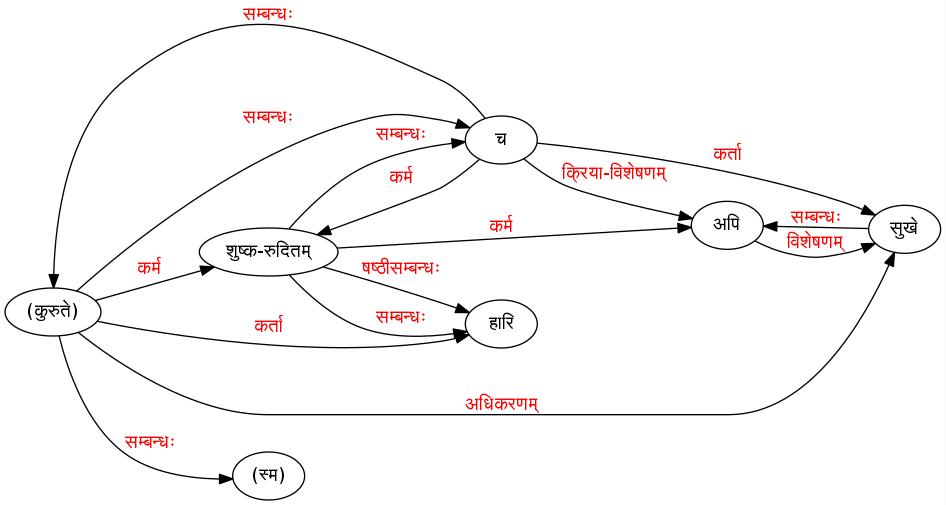 सम्बन्धः
सम्बन्धः
सम्बन्धः
च
कर्ता
कर्म
क्रिया-विशेषणम्
कर्म
अपि
सम्बन्धः
विशेषणम्
सुखे
शुष्क-रुदितम्
कर्म
षष्ठीसम्बन्धः
(कुरुते)
कर्ता
सम्बन्धः
हारि
अधिकरणम्
सम्बन्धः
(स्म)